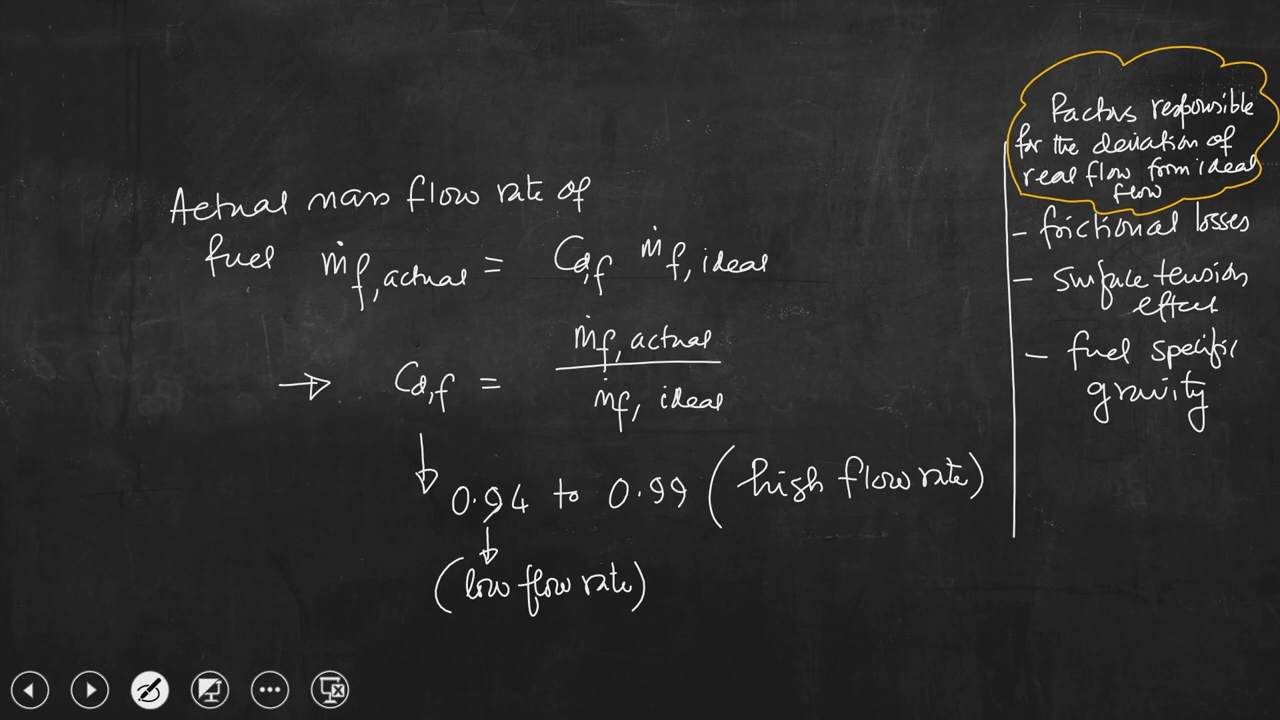 Actual mass flow rate of
fuel ṁf, actual = Cd,f ṁf, ideal
→ Cd,f = ṁf, actual / ṁf, ideal
↓
0.94 to 0.99 (high flow rate)
↓
(low flow rate)
Factors responsible
for the deviation of
real flow from ideal
flow
- frictional losses
- surface tension
effect
- fuel specific
gravity